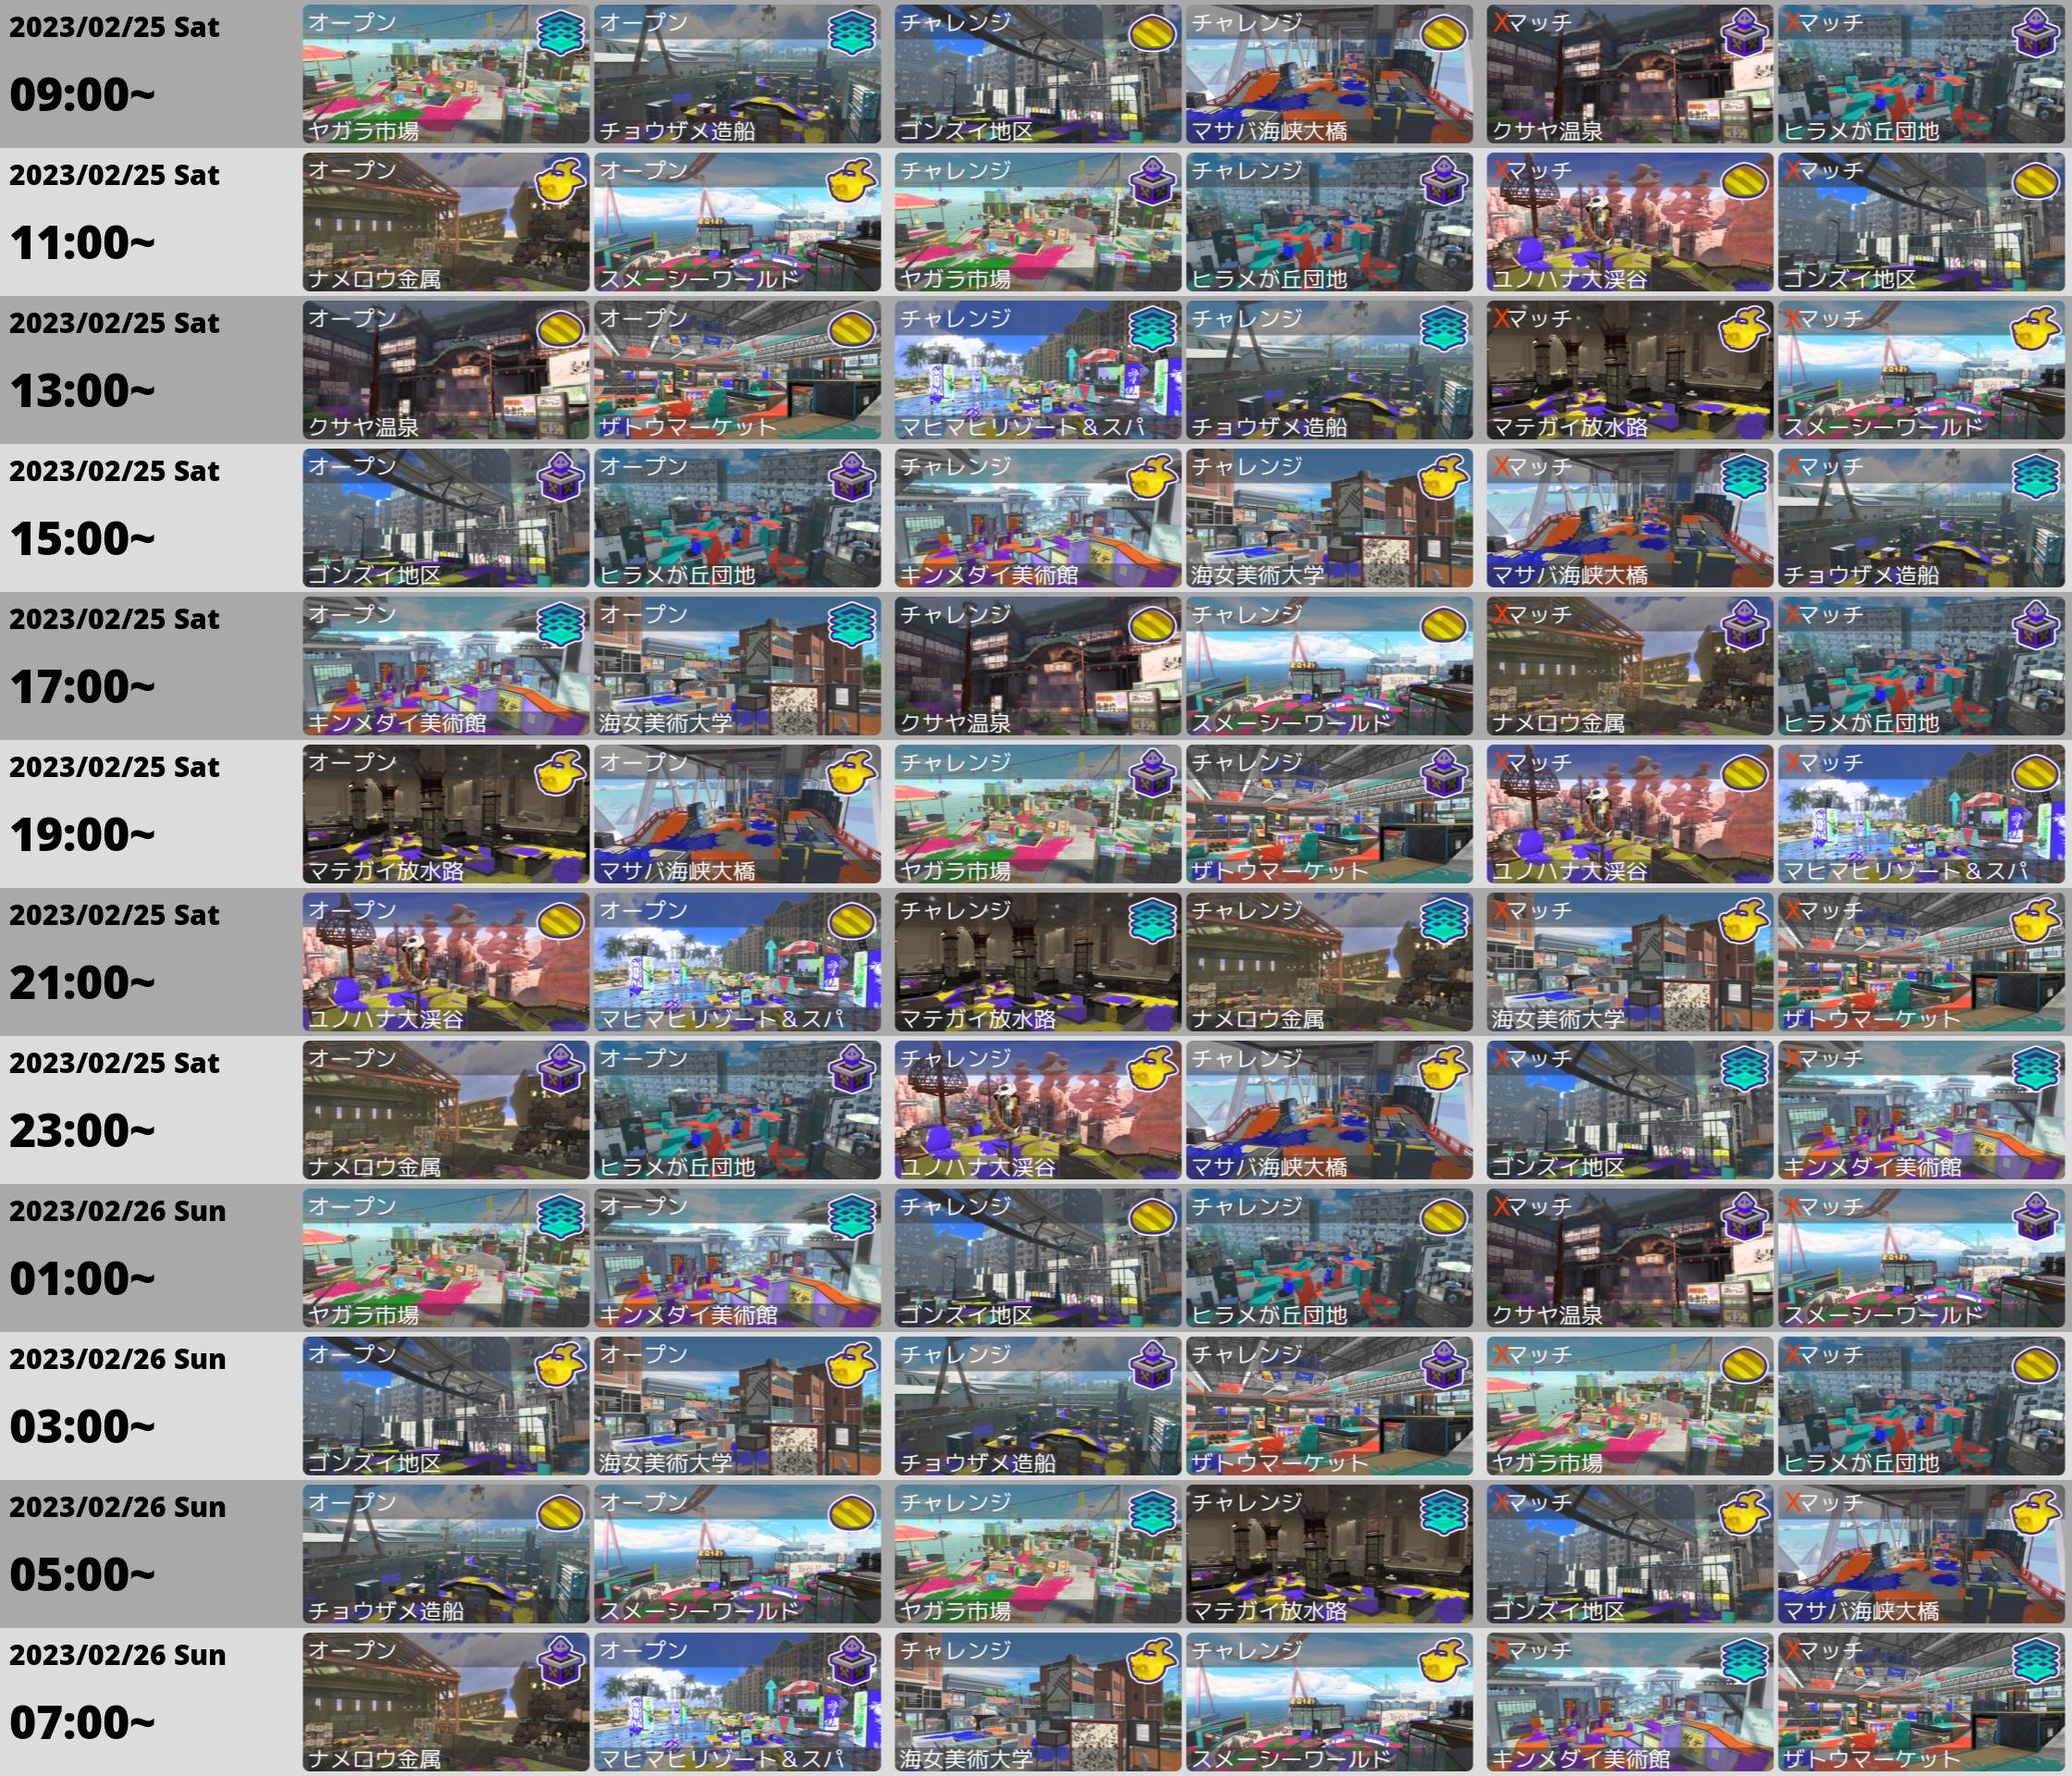 2023/02/25 Sat
09:00~
オープン オープン チャレンジ チャレンジ Xマッチ Xマッチ
ヤガラ市場 チョウザメ造船 ゴンズイ地区 マサバ海峡大橋 クサヤ温泉 ヒラメが丘団地
2023/02/25 Sat
11:00~
オープン オープン チャレンジ チャレンジ Xマッチ Xマッチ
ナメロウ金属 スメーシーワールド ヤガラ市場 ヒラメが丘団地 ユノハナ大渓谷 ゴンズイ地区
2023/02/25 Sat
13:00~
オープン オープン チャレンジ チャレンジ Xマッチ Xマッチ
クサヤ温泉 ザトウマーケット マヒマヒリゾート＆スパ チョウザメ造船 マテガイ放水路 スメーシーワールド
2023/02/25 Sat
15:00~
オープン オープン チャレンジ チャレンジ Xマッチ Xマッチ
ゴンズイ地区 ヒラメが丘団地 キンメダイ美術館 海女美術大学 マサバ海峡大橋 チョウザメ造船
2023/02/25 Sat
17:00~
オープン オープン チャレンジ チャレンジ Xマッチ Xマッチ
キンメダイ美術館 海女美術大学 クサヤ温泉 スメーシーワールド ナメロウ金属 ヒラメが丘団地
2023/02/25 Sat
19:00~
オープン オープン チャレンジ チャレンジ Xマッチ Xマッチ
マテガイ放水路 マサバ海峡大橋 ヤガラ市場 ザトウマーケット ユノハナ大渓谷 マヒマヒリゾート＆スパ
2023/02/25 Sat
21:00~
オープン オープン チャレンジ チャレンジ Xマッチ Xマッチ
ユノハナ大渓谷 マヒマヒリゾート＆スパ マテガイ放水路 ナメロウ金属 海女美術大学 ザトウマーケット
2023/02/25 Sat
23:00~
オープン オープン チャレンジ チャレンジ Xマッチ Xマッチ
ナメロウ金属 ヒラメが丘団地 ユノハナ大渓谷 マサバ海峡大橋 ゴンズイ地区 キンメダイ美術館
2023/02/26 Sun
01:00~
オープン オープン チャレンジ チャレンジ Xマッチ Xマッチ
ヤガラ市場 キンメダイ美術館 ゴンズイ地区 ヒラメが丘団地 クサヤ温泉 スメーシーワールド
2023/02/26 Sun
03:00~
オープン オープン チャレンジ チャレンジ Xマッチ Xマッチ
ゴンズイ地区 海女美術大学 チョウザメ造船 ザトウマーケット ヤガラ市場 ヒラメが丘団地
2023/02/26 Sun
05:00~
オープン オープン チャレンジ チャレンジ Xマッチ Xマッチ
チョウザメ造船 スメーシーワールド ヤガラ市場 マテガイ放水路 ゴンズイ地区 マサバ海峡大橋
2023/02/26 Sun
07:00~
オープン オープン チャレンジ チャレンジ Xマッチ Xマッチ
ナメロウ金属 マヒマヒリゾート＆スパ 海女美術大学 スメーシーワールド キンメダイ美術館 ザトウマーケット